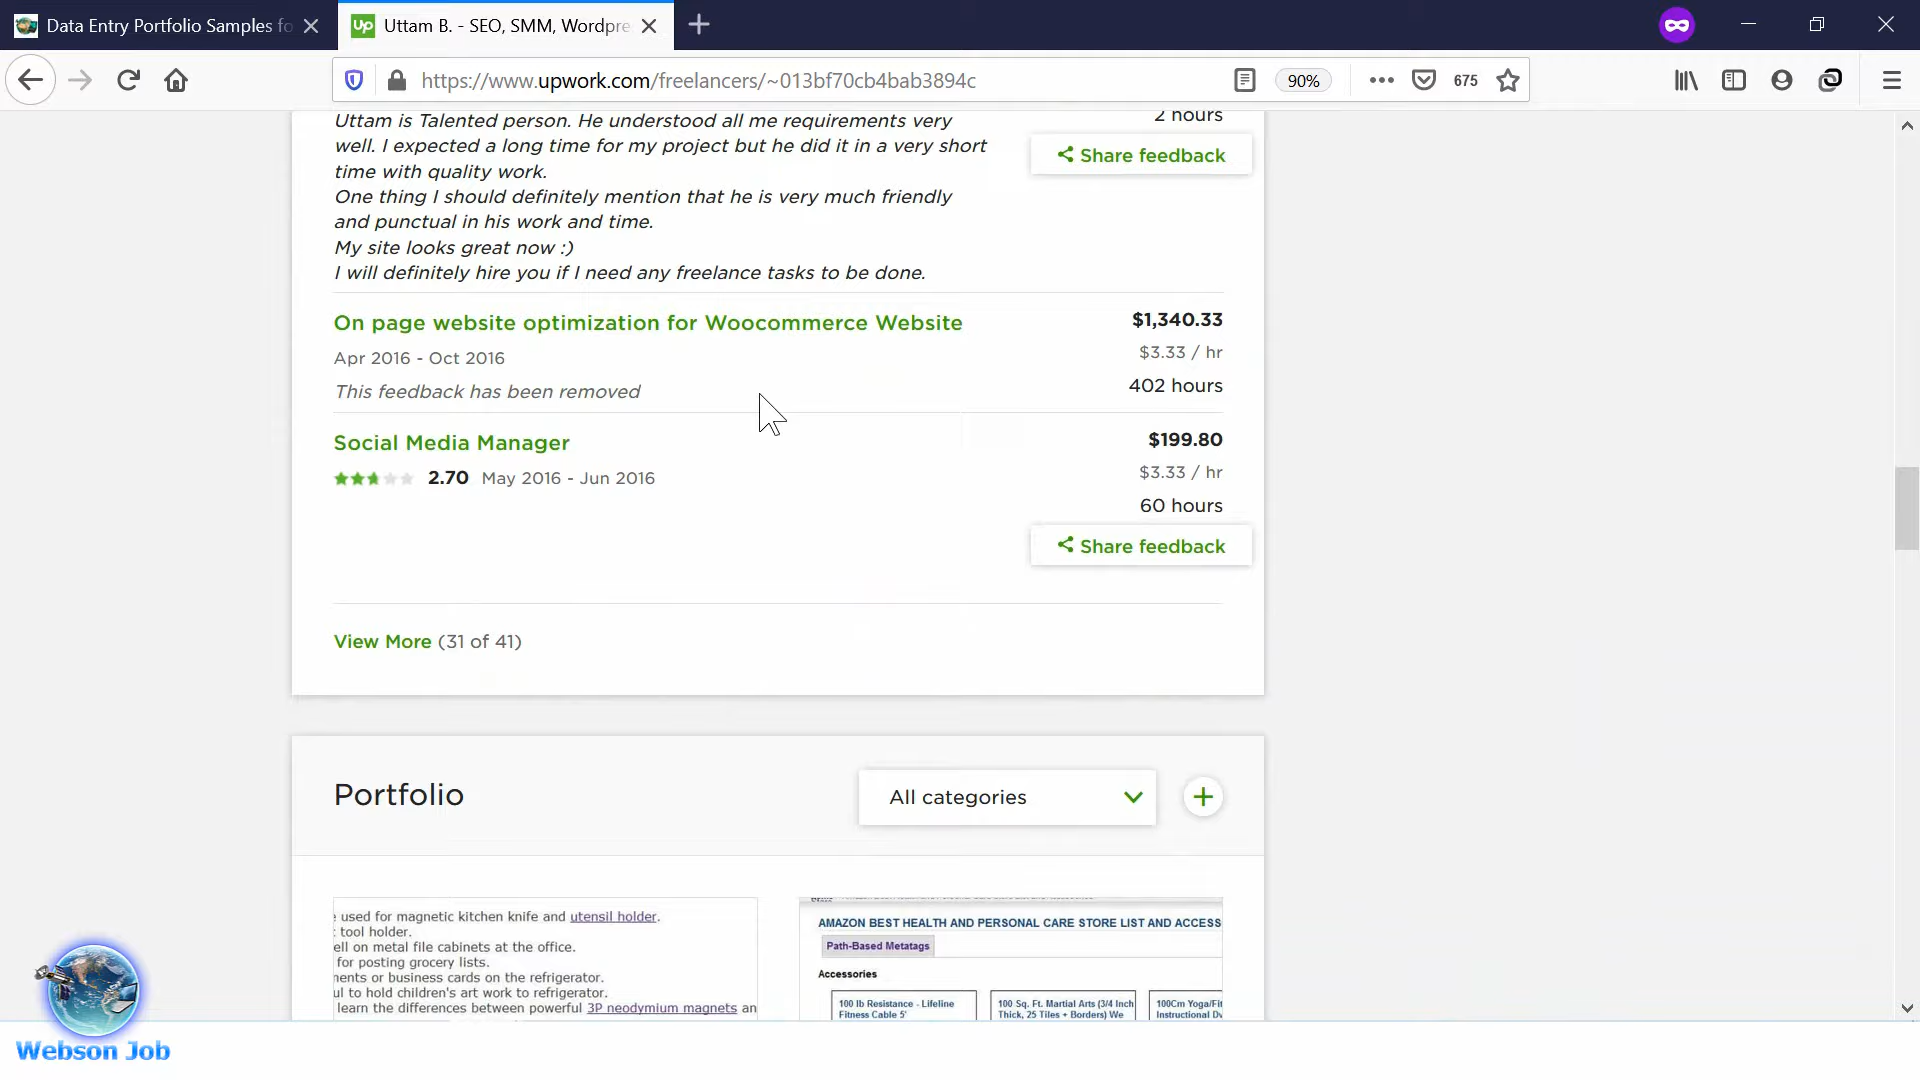 Data Entry Portfolio Samples fo
Uttam B. - SEO, SMM, Wordpre
https://www.upwork.com/freelancers/~013bf70cb4bab3894c
90%
675
Uttam is Talented person. He understood all me requirements very
well. I expected a long time for my project but he did it in a very short
time with quality work.
One thing I should definitely mention that he is very much friendly
and punctual in his work and time.
My site looks great now :)
I will definitely hire you if I need any freelance tasks to be done.
2 hours
Share feedback
On page website optimization for Woocommerce Website
$1,340.33
Apr 2016 - Oct 2016
$3.33 / hr
This feedback has been removed
402 hours
Social Media Manager
$199.80
2.70 May 2016 - Jun 2016
$3.33 / hr
60 hours
Share feedback
View More (31 of 41)
Portfolio
All categories
used for magnetic kitchen knife and utensil holder.
tool holder.
ell on metal file cabinets at the office.
for posting grocery lists.
nents or business cards on the refrigerator.
ul to hold children's art work to refrigerator.
learn the differences between powerful 3P neodymium magnets an
AMAZON BEST HEALTH AND PERSONAL CARE STORE LIST AND ACCESS
Path-Based Metatags
Accessories
100 lb Resistance - Lifeline
Fitness Cable 5'
100 Sq. Ft. Martial Arts (3/4 Inch
Thick, 25 Tiles + Borders) We
100Cm Yoga/Fit
Instructional Dv
Webson Job